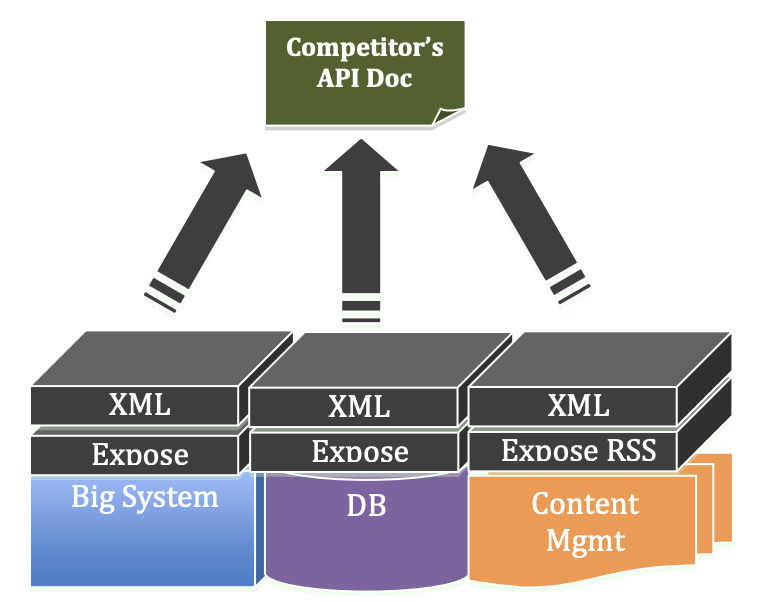 Competitor's
API Doc
XML
XML
XML
Expose
Expose
Expose RSS
Big System
DB
Content
Mgmt